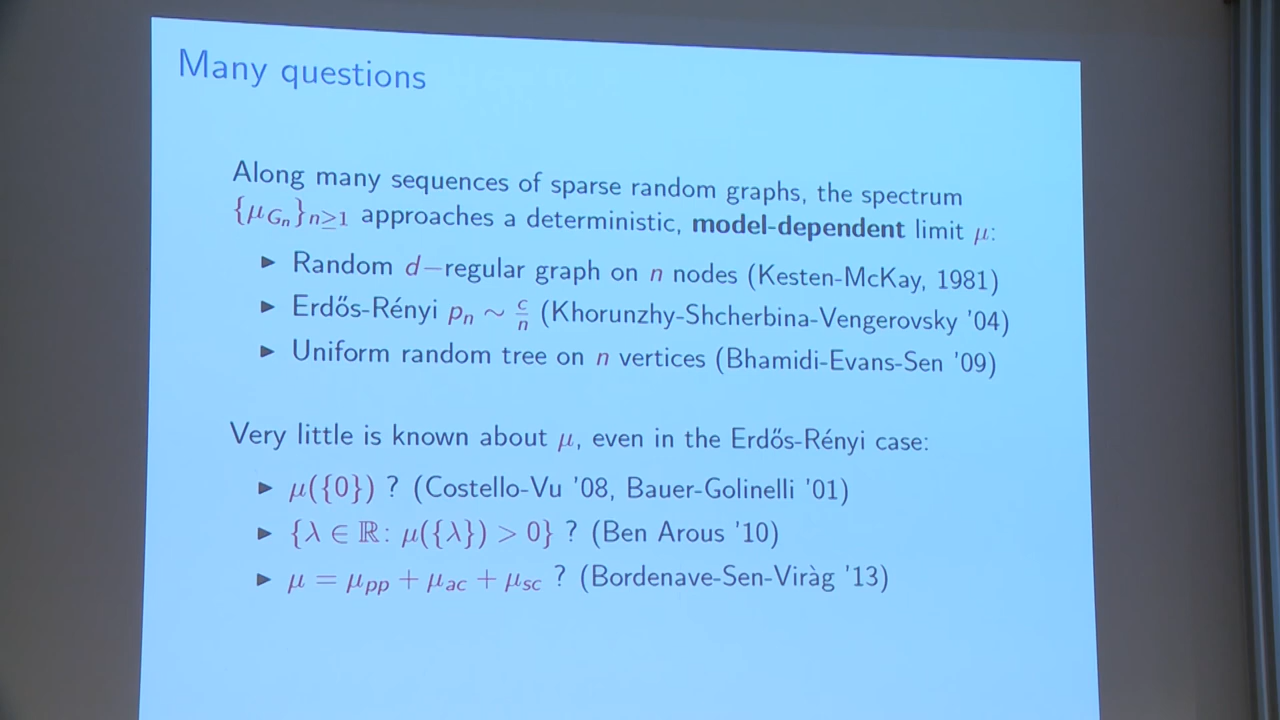 Many questions
Along many sequences of sparse random graphs, the spectrum
{μ_{G_n}}_{n≥1} approaches a deterministic, model-dependent limit μ:
▶ Random d−regular graph on n nodes (Kesten-McKay, 1981)
▶ Erdős-Rényi p_n ∼ c/n (Khorunzhy-Shcherbina-Vengerovsky '04)
▶ Uniform random tree on n vertices (Bhamidi-Evans-Sen '09)
Very little is known about μ, even in the Erdős-Rényi case:
▶ μ({0}) ? (Costello-Vu '08, Bauer-Golinelli '01)
▶ {λ ∈ ℝ: μ({λ}) > 0} ? (Ben Arous '10)
▶ μ = μ_{pp} + μ_{ac} + μ_{sc} ? (Bordenave-Sen-Viràg '13)